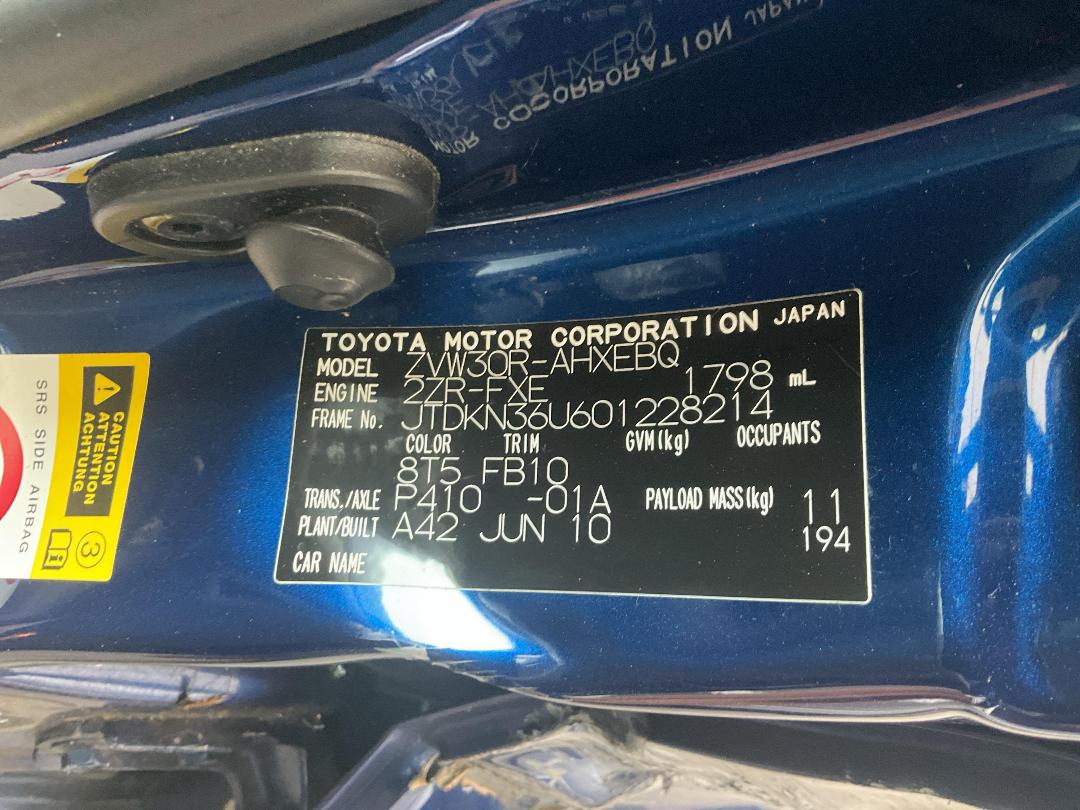 TOYOTA MOTOR CORPORATION JAPAN
MODEL ZVW30R-AHXEBQ
ENGINE 2ZR-FXE 1798 mL
FRAME No. JTDKN36U601228214
COLOR TRIM GVM(kg) OCCUPANTS
8T5 FB10
TRANS./AXLE P410 -01A PAYLOAD MASS(kg) 11
PLANT/BUILT A42 JUN 10 194
CAR NAME
CAUTION
ATTENTION
ACHTUNG
SRS SIDE AIRBAG
3
i